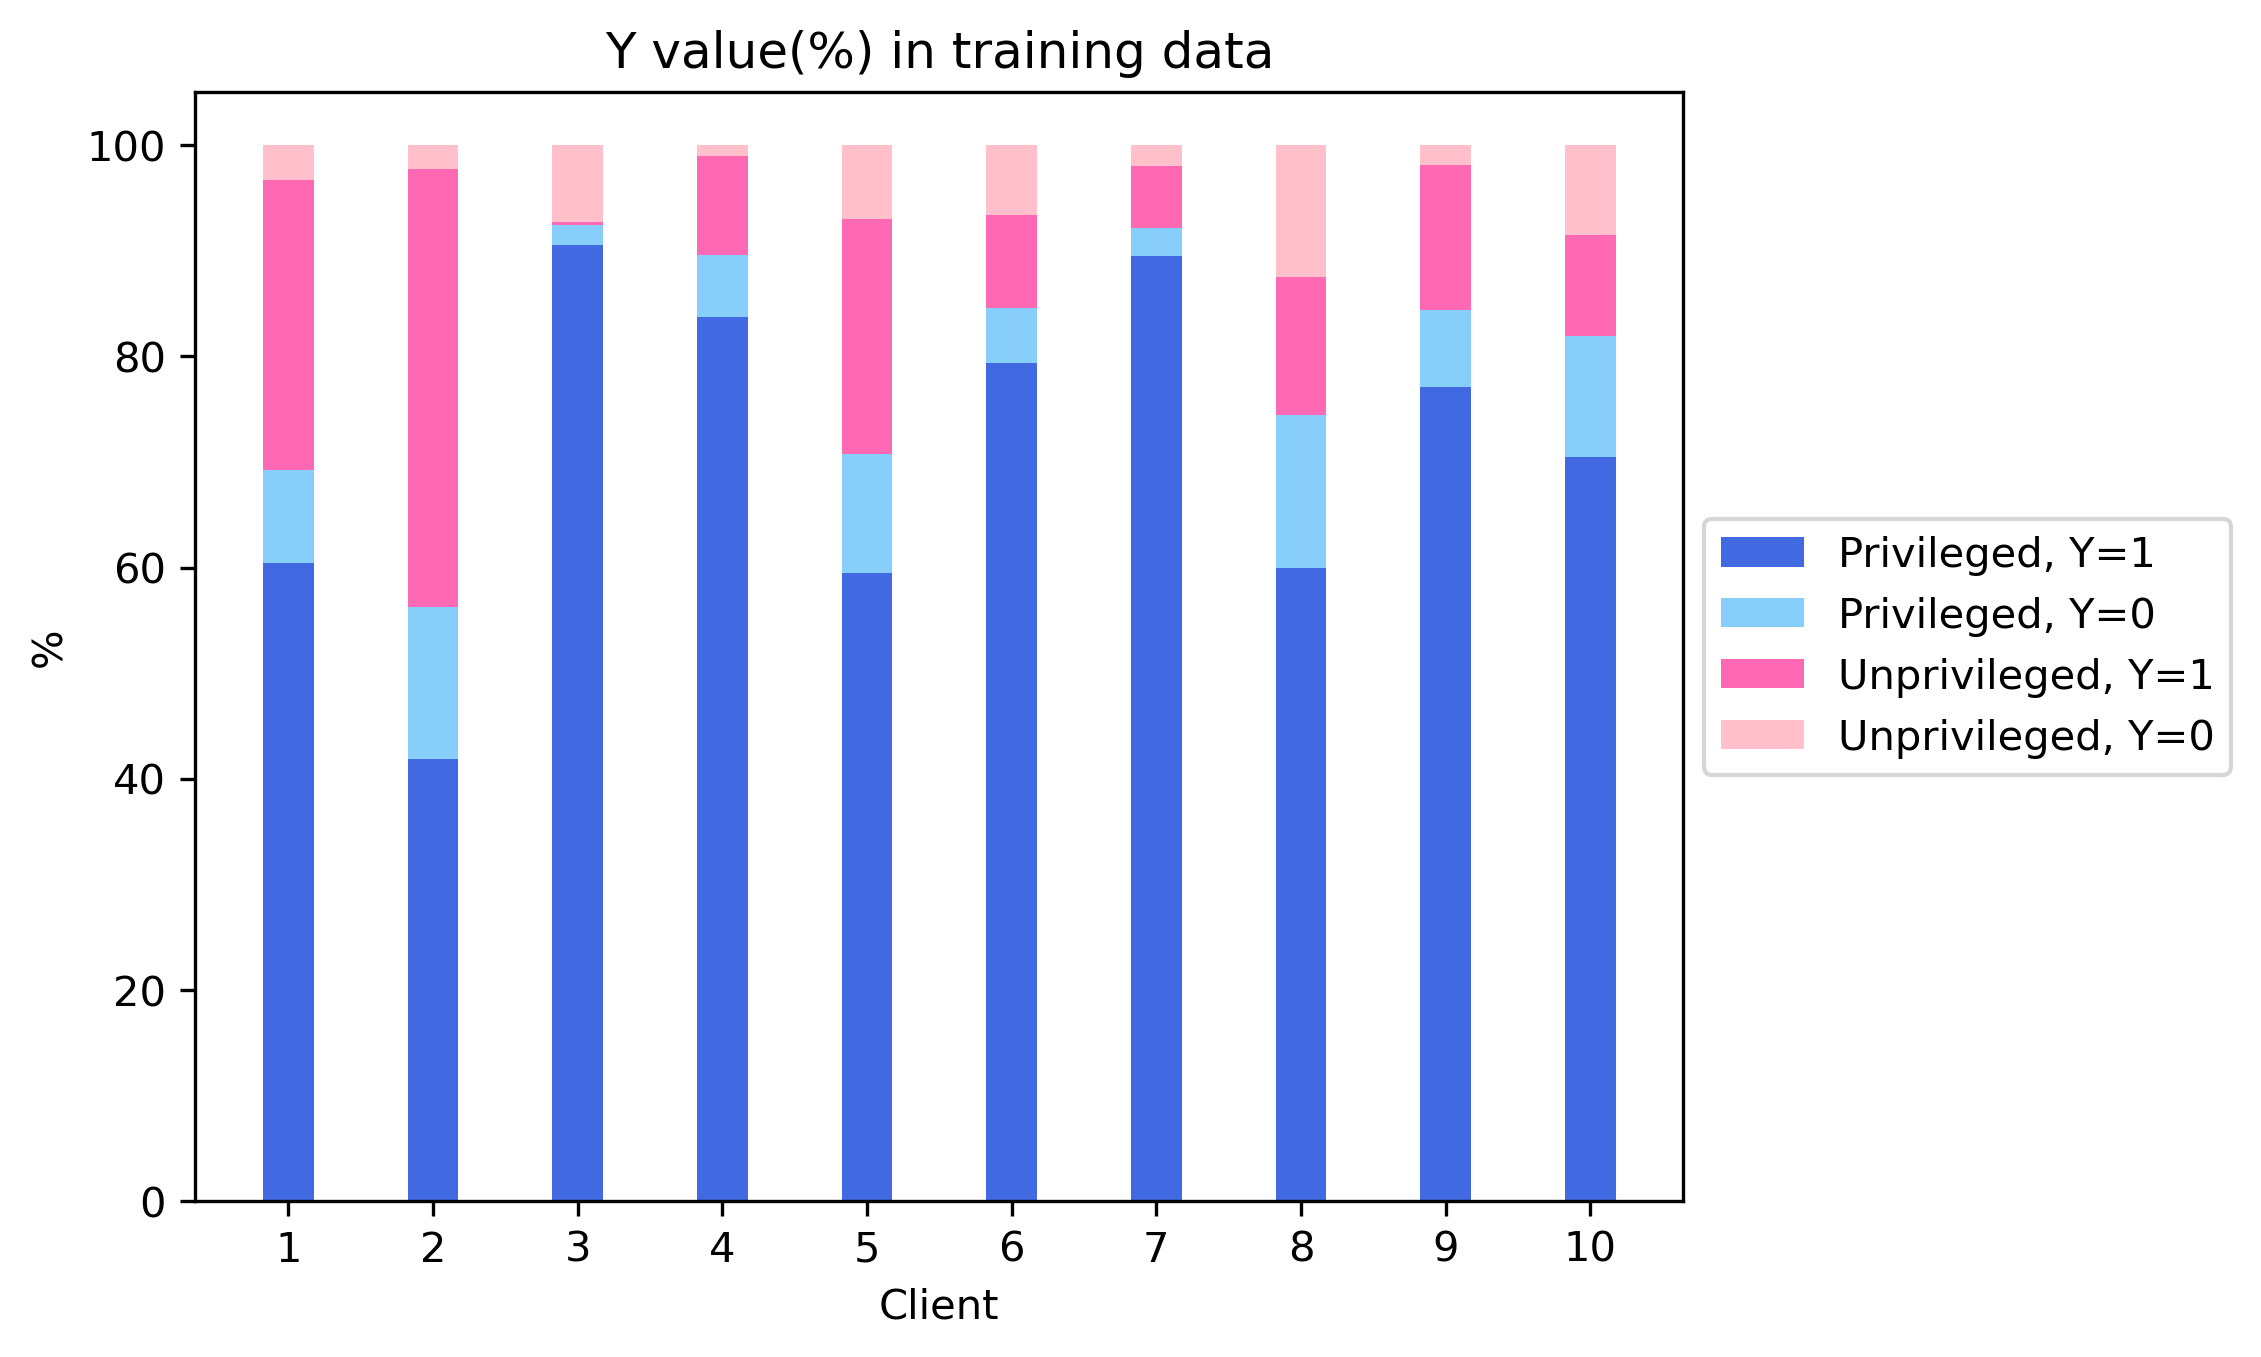 Y value(%) in training data
100
80
60
40
20
0
%
1 2 3 4 5 6 7 8 9 10
Client
Privileged, Y=1
Privileged, Y=0
Unprivileged, Y=1
Unprivileged, Y=0